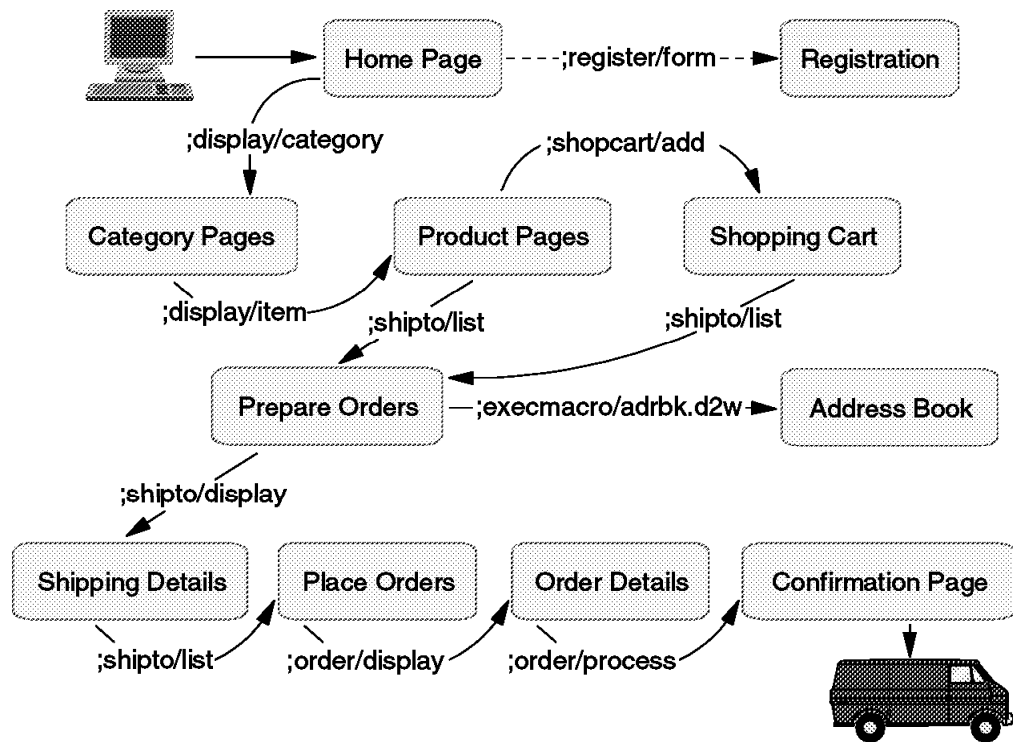 Home Page
;register/form
Registration
;display/category
;shopcart/add
Category Pages
Product Pages
Shopping Cart
;display/item
;shipto/list
;shipto/list
Prepare Orders
;execmacro/adrbk.d2w
Address Book
;shipto/display
Shipping Details
Place Orders
Order Details
Confirmation Page
;shipto/list
;order/display
;order/process